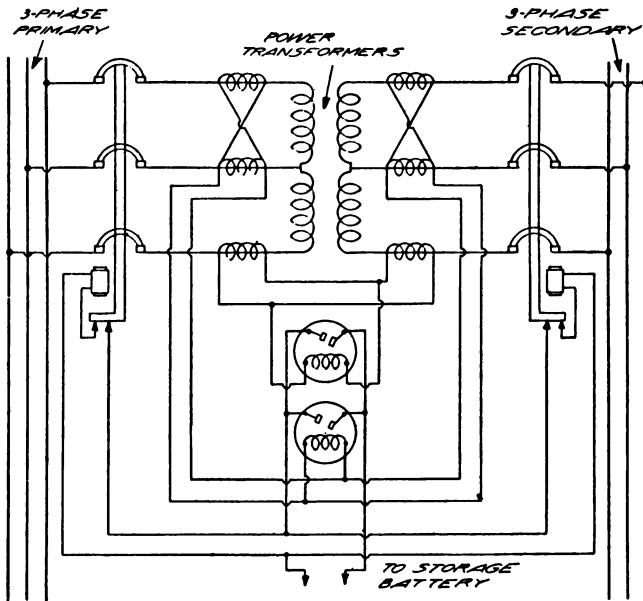 3-PHASE
PRIMARY
POWER
TRANSFORMERS
3-PHASE
SECONDARY
TO STORAGE
BATTERY